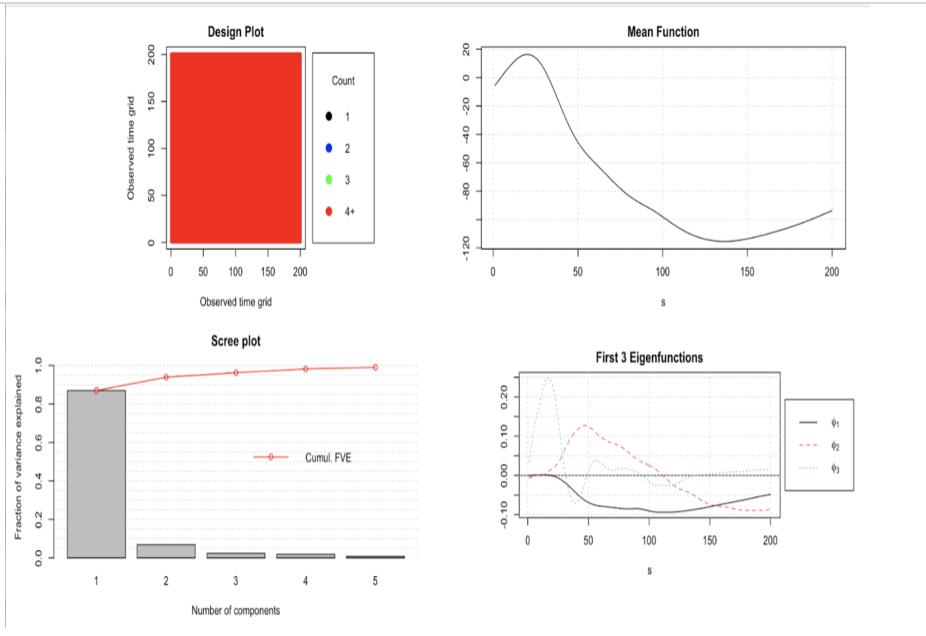 Design Plot
Observed time grid
200
150
100
50
0
0 50 100 150 200
Observed time grid
Count
1
2
3
4+
Mean Function
20
0
-20
-40
-60
-80
-120
0 50 100 150 200
s
Scree plot
Fraction of variance explained
1.0
0.8
0.6
0.4
0.2
0.0
Cumul. FVE
1 2 3 4 5
Number of components
First 3 Eigenfunctions
0.20
0.10
0.00
-0.10
0 50 100 150 200
s
ϕ1
ϕ2
ϕ3